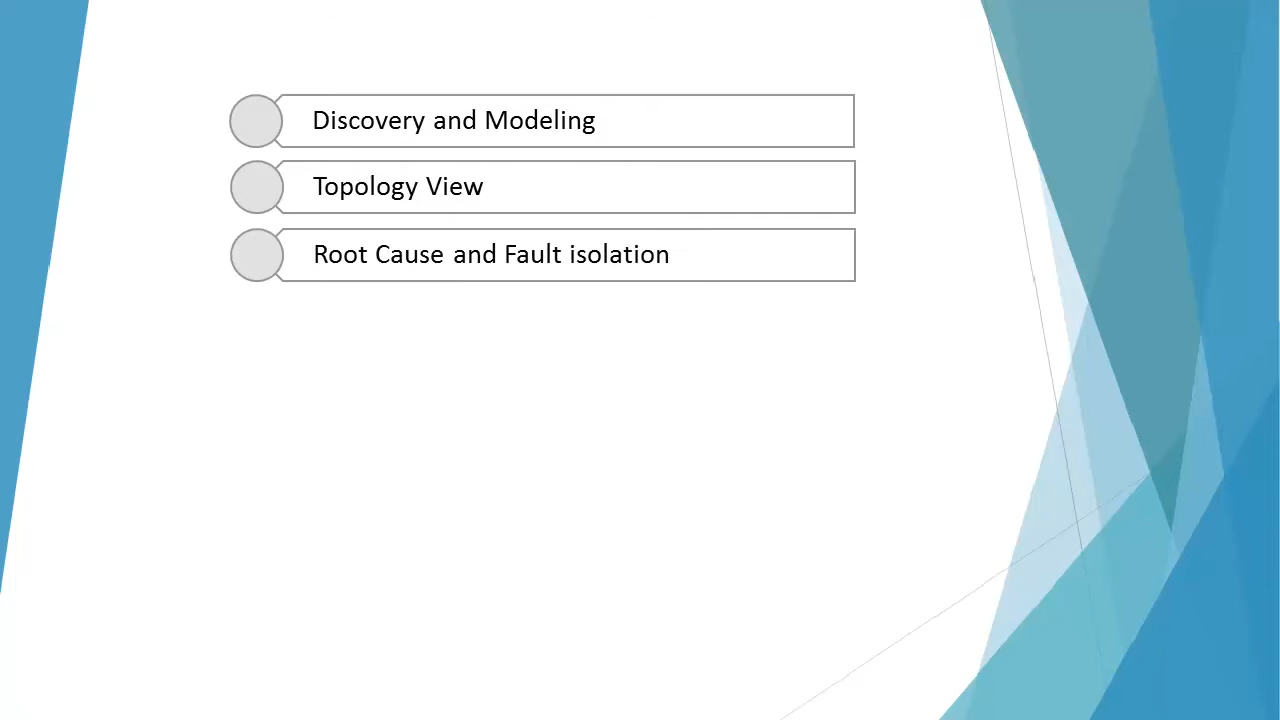 Discovery and Modeling
Topology View
Root Cause and Fault isolation